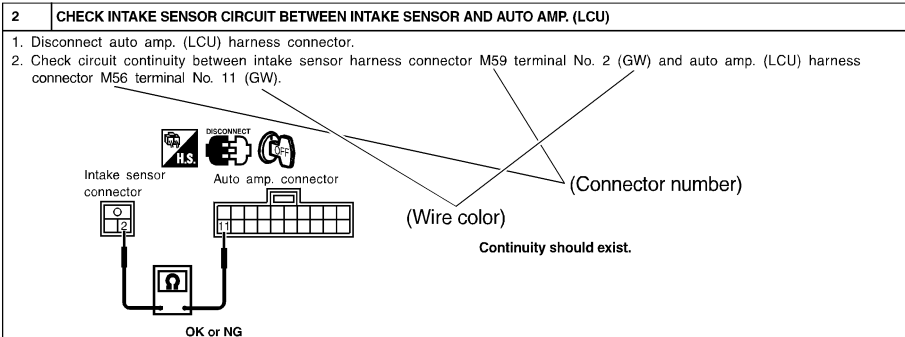 2 CHECK INTAKE SENSOR CIRCUIT BETWEEN INTAKE SENSOR AND AUTO AMP. (LCU)
1. Disconnect auto amp. (LCU) harness connector.
2. Check circuit continuity between intake sensor harness connector M59 terminal No. 2 (GW) and auto amp. (LCU) harness
connector M56 terminal No. 11 (GW).
DISCONNECT
H.S.
OFF
Intake sensor
connector
Auto amp. connector
(Connector number)
(Wire color)
2
11
Continuity should exist.
Ω
OK or NG